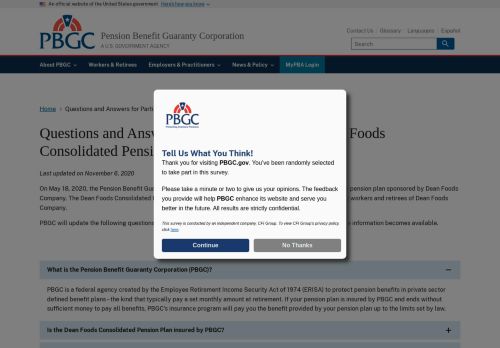 An official website of the United States government Here's how you know
PBGC
Pension Benefit Guaranty Corporation
A U.S. GOVERNMENT AGENCY
Contact Us Glossary Languages Español
Search
About PBGC Workers & Retirees Employers & Practitioners News & Policy MyPBA Login
Home > Questions and Answers for Parti
Questions and Answ Foods
Consolidated Pens
Last updated on November 6, 2020
On May 18, 2020, the Pension Benefit Guaran pension plan sponsored by Dean Foods
Company. The Dean Foods Consolidated P workers and retirees of Dean Foods
Company.
PBGC will update the following questions information becomes available.
PBGC
Protecting America's Pensions
Tell Us What You Think!
Thank you for visiting PBGC.gov. You've been randomly selected
to take part in this survey.
Please take a minute or two to give us your opinions. The feedback
you provide will help PBGC enhance its website and serve you
better in the future. All results are strictly confidential.
This survey is conducted by an independent company, CFI Group. To view CFI Group's privacy policy,
click here.
Continue No Thanks
What is the Pension Benefit Guaranty Corporation (PBGC)?
PBGC is a federal agency created by the Employee Retirement Income Security Act of 1974 (ERISA) to protect pension benefits in private sector
defined benefit plans – the kind that typically pay a set monthly amount at retirement. If your pension plan is insured by PBGC and ends without
sufficient money to pay all benefits, PBGC's insurance program will pay you the benefit provided by your pension plan up to the limits set by law.
Is the Dean Foods Consolidated Pension Plan insured by PBGC?